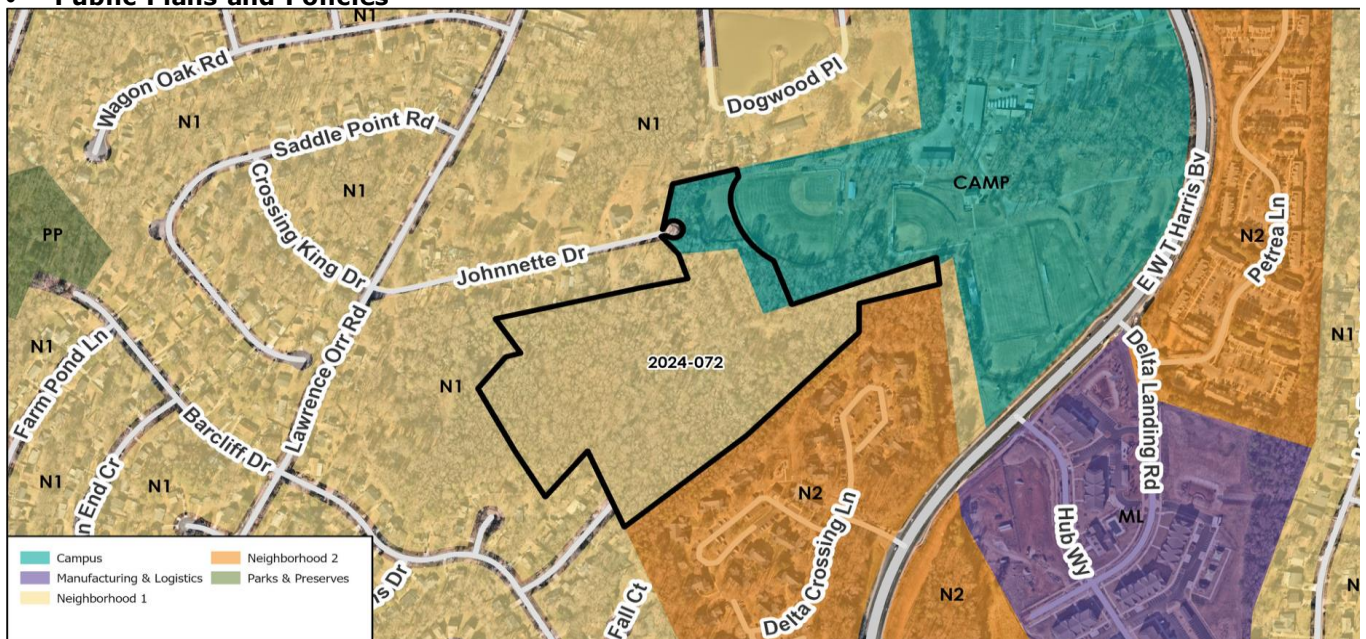 • Public Plans and Policies
N1
Wagon Oak Rd
N1
Saddle Point Rd
N1
Dogwood Pl
Crossing King Dr
N1
CAMP
E W T Harris Bv
N2
Petrea Ln
PP
Johnnette Dr
Lawrence Orr Rd
N1
Farm Pond Ln
Barcliff Dr
N1
2024-072
Delta Landing Rd
N1
N1
N1
n End Cr
N2
Delta Crossing Ln
Hub Wy
ML
Fall Ct
N2
is Dr
Campus
Manufacturing & Logistics
Neighborhood 1
Neighborhood 2
Parks & Preserves